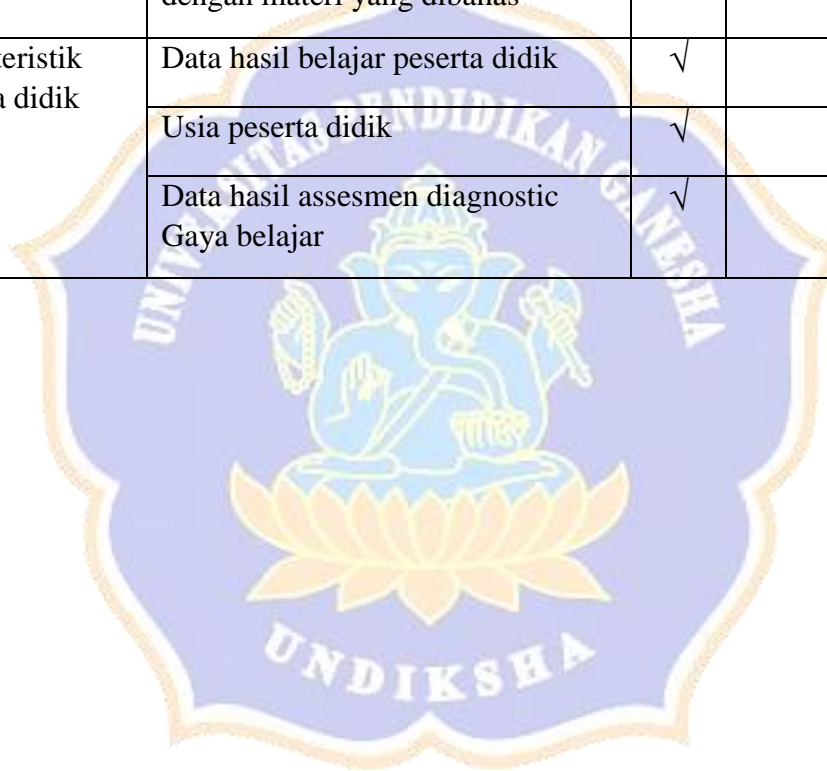 dengan materi yang dibahas
teristik
Data hasil belajar peserta didik
√
a didik
Usia peserta didik
√
Data hasil assesmen diagnostic
√
Gaya belajar
UNIVERSITAS PENDIDIKAN GANESHA
UNDIKSHA